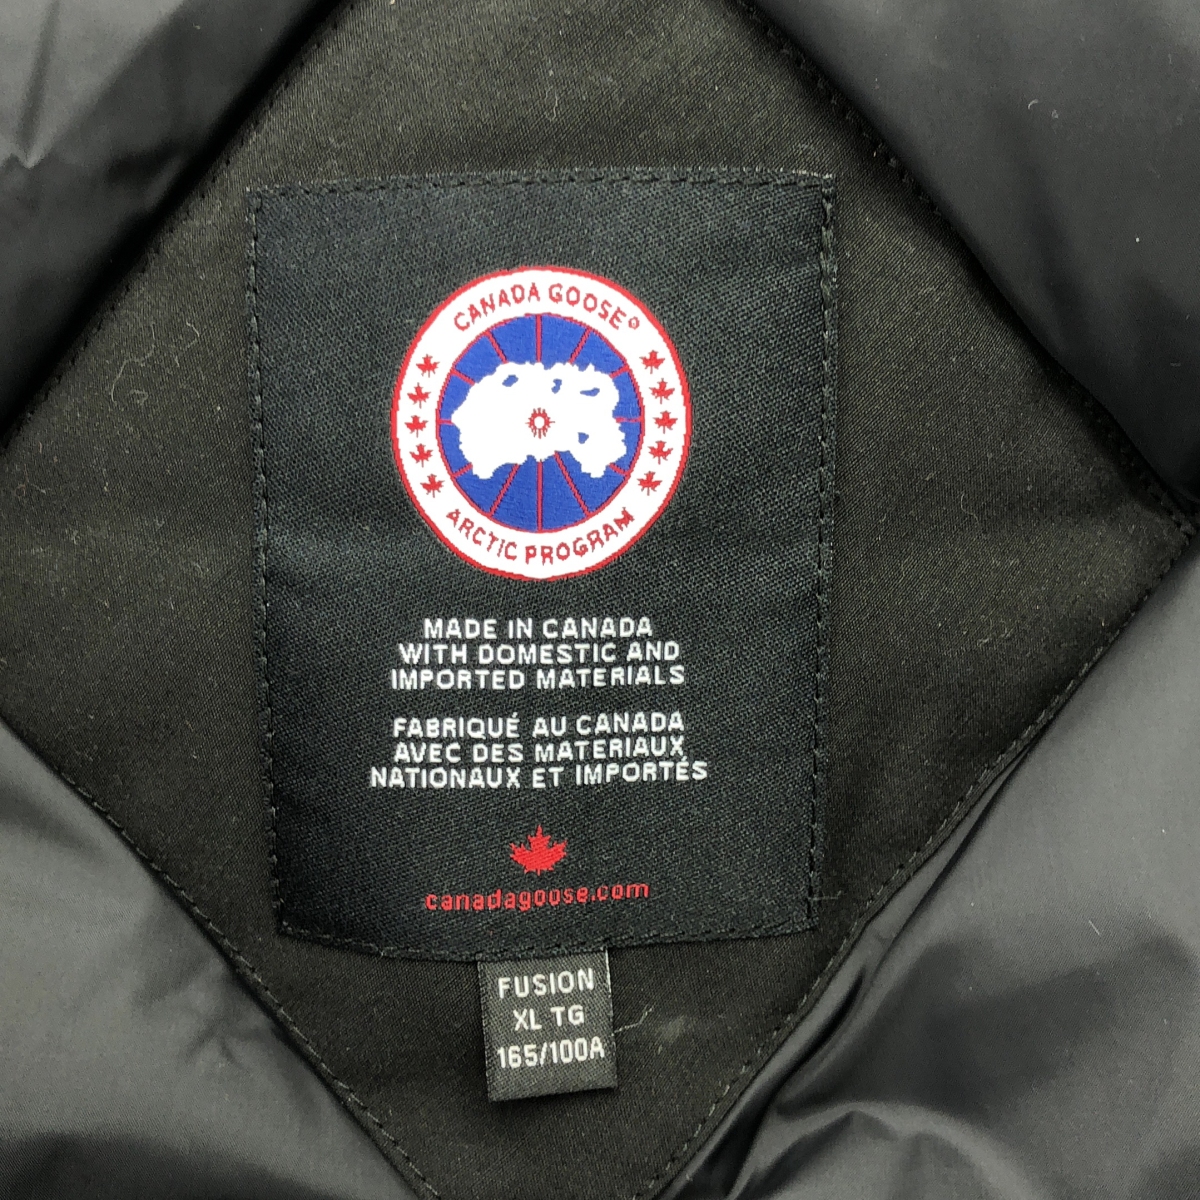 CANADA GOOSE®
ARCTIC PROGRAM
MADE IN CANADA
WITH DOMESTIC AND
IMPORTED MATERIALS
FABRIQUÉ AU CANADA
AVEC DES MATERIAUX
NATIONAUX ET IMPORTÉS
canadagoose.com
FUSION
XL TG
165/100A